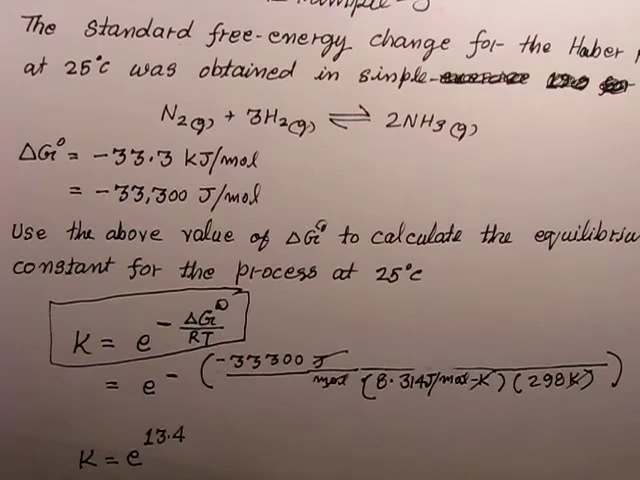 The standard free-energy change for the Haber
at 25°C was obtained in simple-
N2(g) + 3H2(g) ⇌ 2NH3(g)
ΔG° = -33.3 KJ/mol
= -33,300 J/mol
Use the above value of ΔG° to calculate the equilibriu
constant for the process at 25°C
K = e^(-ΔG°/RT)
= e^-(-33300 J / mol (8.314J/mol-K)(298K))
K = e^13.4